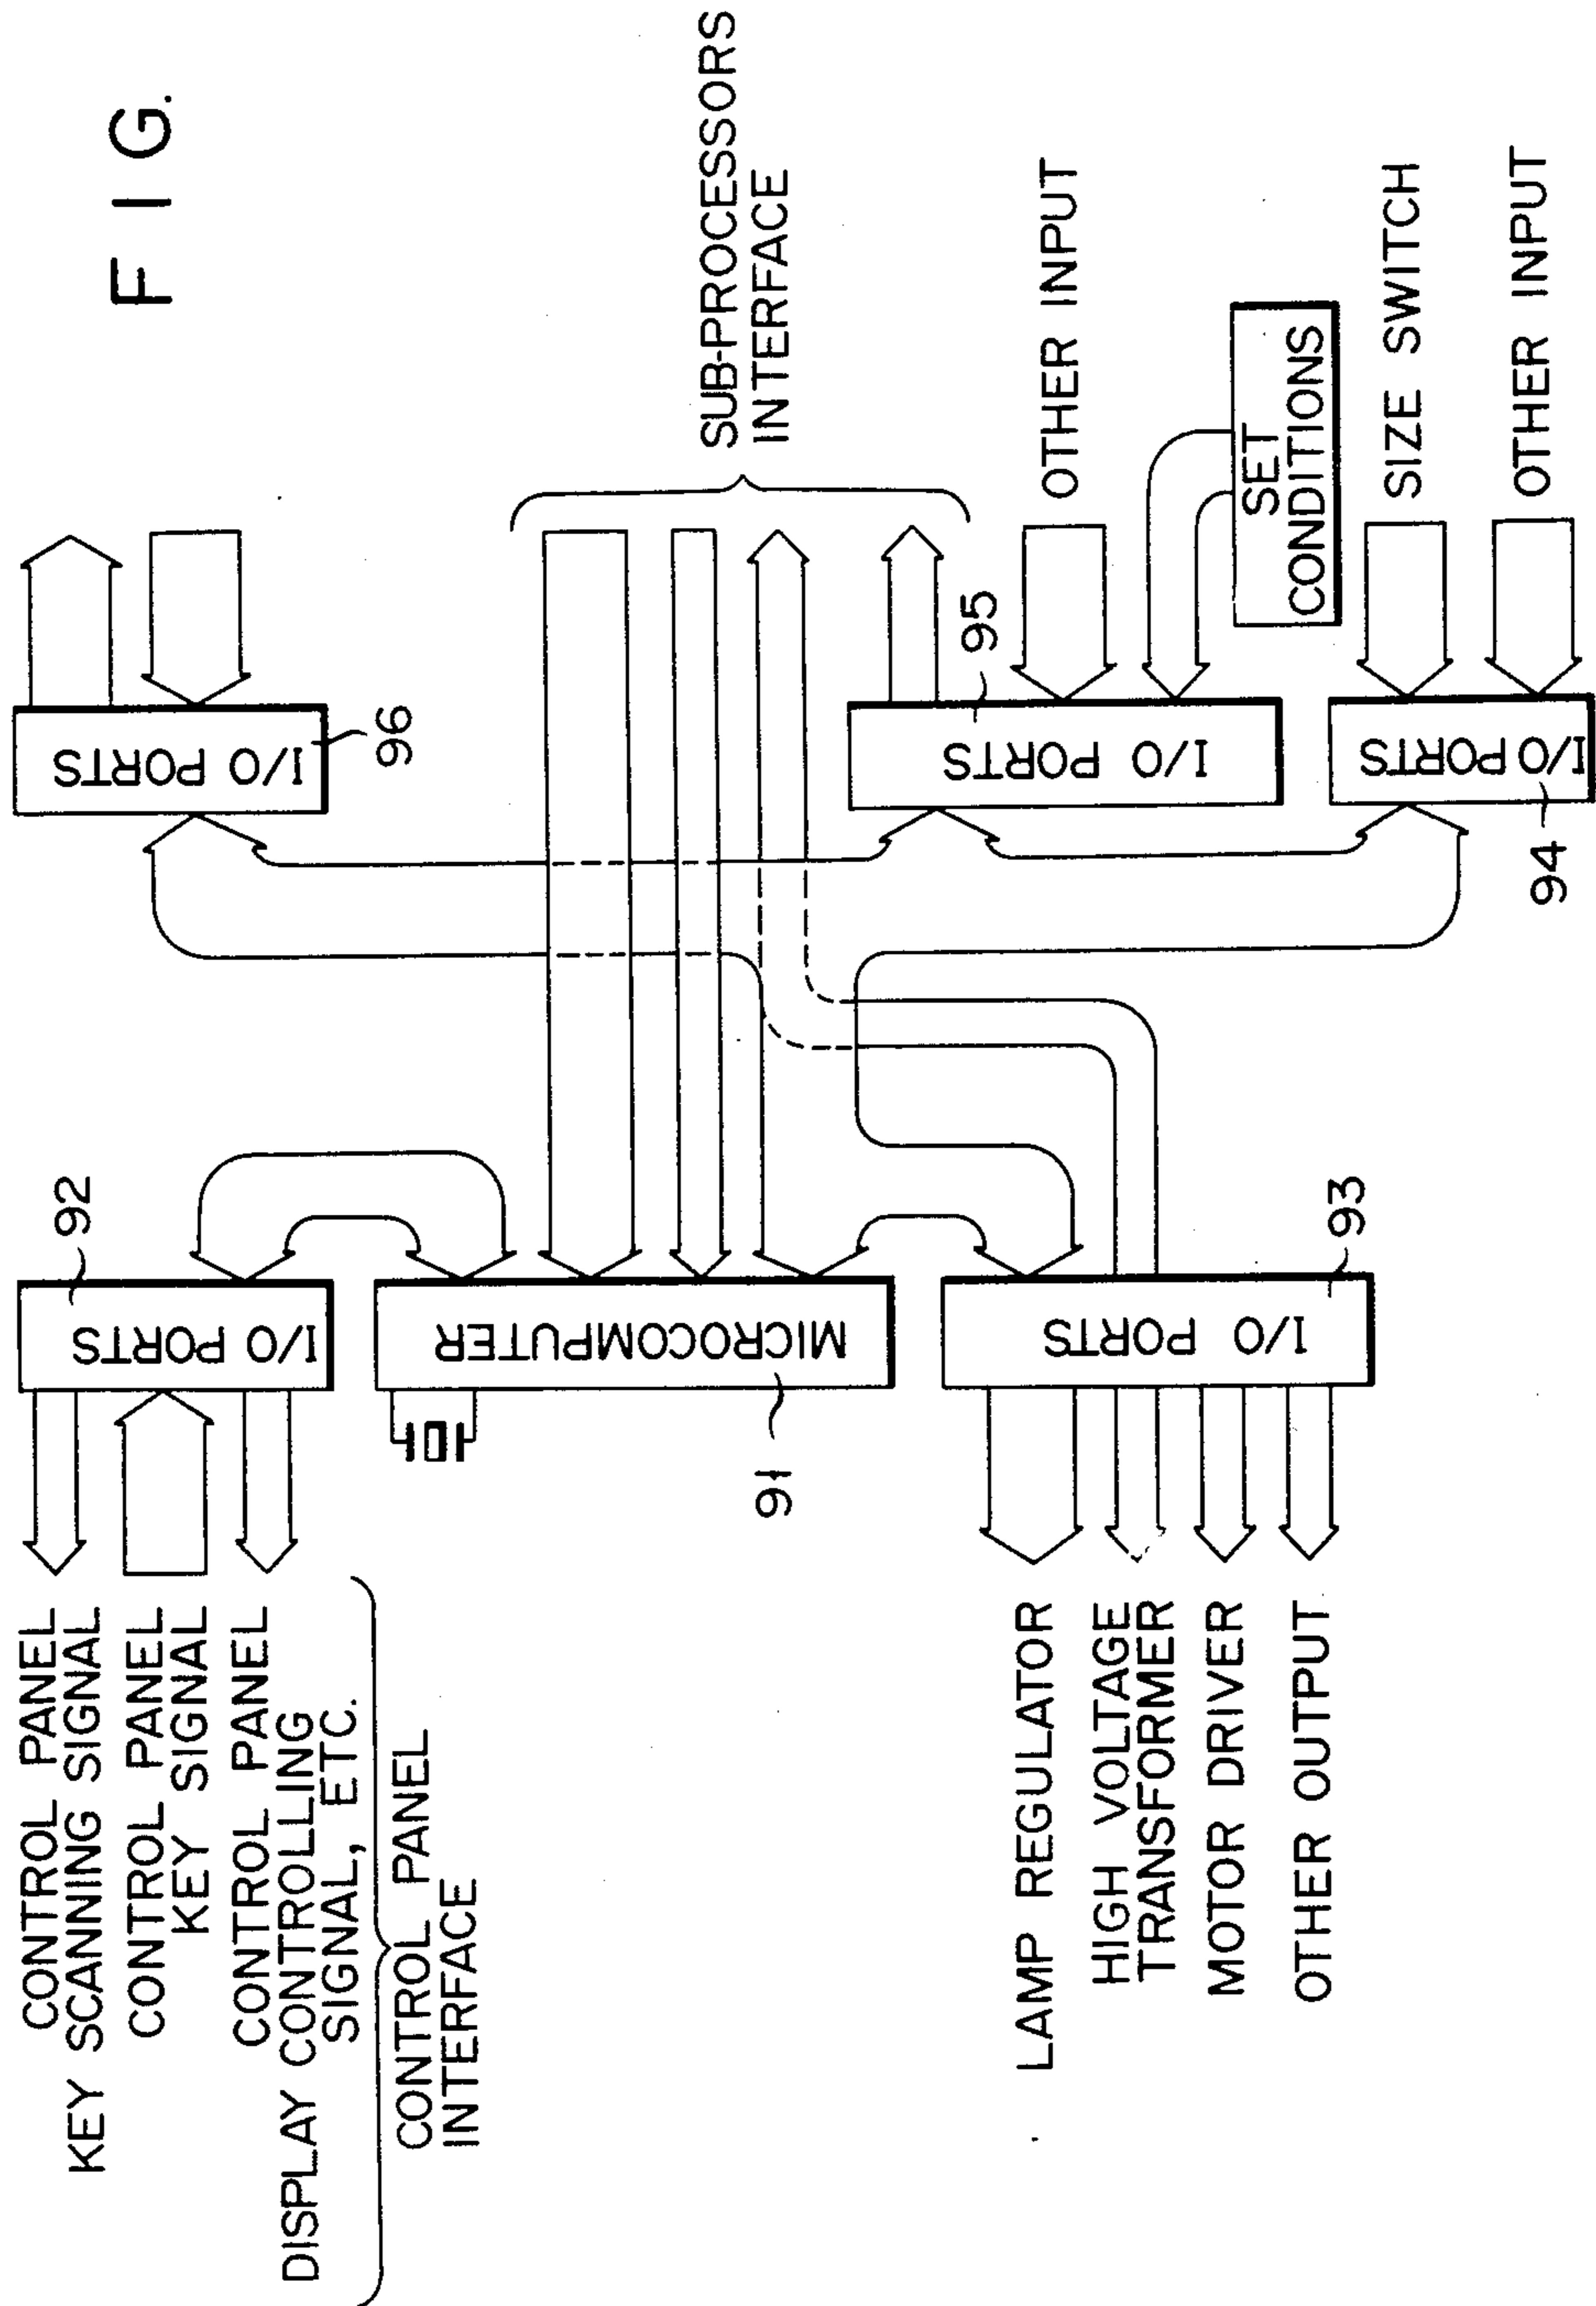 FIG.
CONTROL PANEL
KEY SCANNING SIGNAL
CONTROL PANEL
KEY SIGNAL
CONTROL PANEL
DISPLAY CONTROLLING
SIGNAL, ETC.
CONTROL PANEL
INTERFACE
92
I/O PORTS
MICROCOMPUTER
91
I/O PORTS
93
LAMP REGULATOR
HIGH VOLTAGE
TRANSFORMER
MOTOR DRIVER
OTHER OUTPUT
I/O PORTS
96
SUB-PROCESSORS
INTERFACE
95
I/O PORTS
OTHER INPUT
SET
CONDITIONS
I/O PORTS
94
SIZE SWITCH
OTHER INPUT